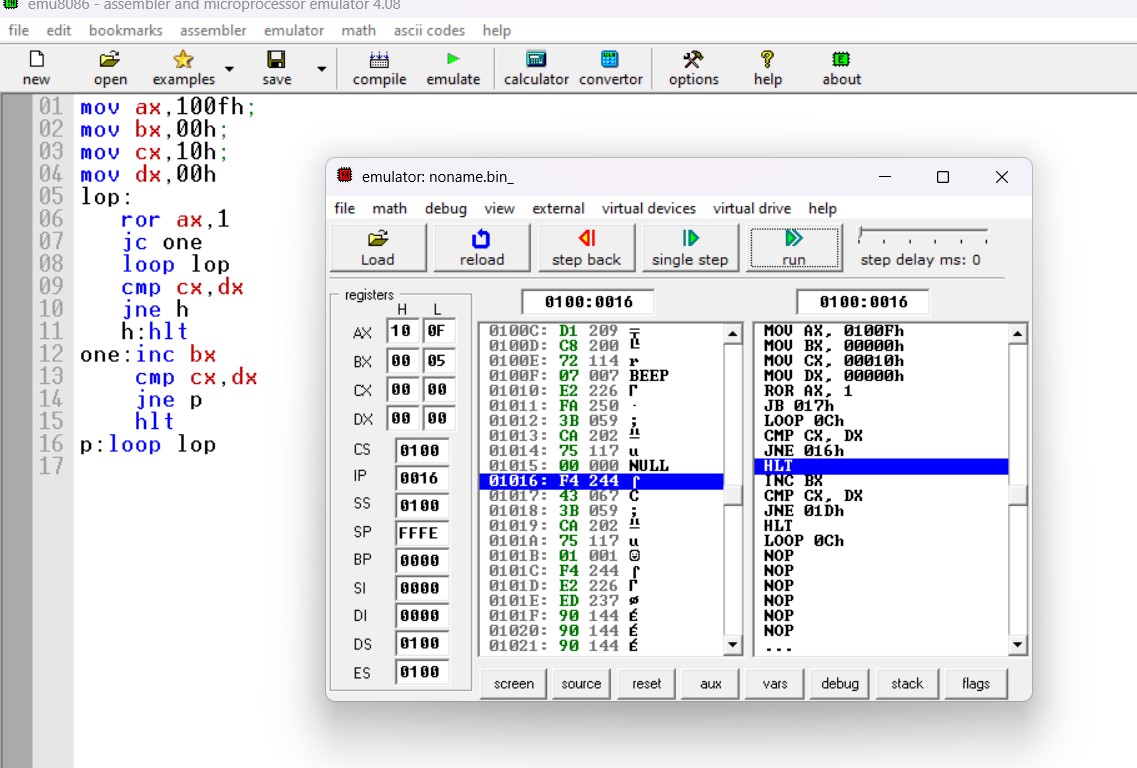 emu8086 - assembler and microprocessor emulator 4.08
file edit bookmarks assembler emulator math ascii codes help
new open examples save compile emulate calculator convertor options help about
01 mov ax,100fh;
02 mov bx,00h;
03 mov cx,10h;
04 mov dx,00h
05 lop:
06 ror ax,1
07 jc one
08 loop lop
09 cmp cx,dx
10 jne h
11 h:hlt
12 one:inc bx
13 cmp cx,dx
14 jne p
15 hlt
16 p:loop lop
17
emulator: noname.bin_
file math debug view external virtual devices virtual drive help
Load reload step back single step run step delay ms: 0
registers
H L
AX 10 0F
BX 00 05
CX 00 00
DX 00 00
CS 0100
IP 0016
SS 0100
SP FFFE
BP 0000
SI 0000
DI 0000
DS 0100
ES 0100
0100:0016
0100C: D1 209 ╤
0100D: C8 200 ╚
0100E: 72 114 r
0100F: 07 007 BEEP
01010: E2 226 Γ
01011: FA 250 ·
01012: 3B 059 ;
01013: CA 202 ╩
01014: 75 117 u
01015: 00 000 NULL
01016: F4 244 ⌠
01017: 43 067 C
01018: 3B 059 ;
01019: CA 202 ╩
0101A: 75 117 u
0101B: 01 001 ☺
0101C: F4 244 ⌠
0101D: E2 226 Γ
0101E: ED 237 ø
0101F: 90 144 É
01020: 90 144 É
01021: 90 144 É
0100:0016
MOV AX, 0100Fh
MOV BX, 00000h
MOV CX, 00010h
MOV DX, 00000h
ROR AX, 1
JB 017h
LOOP 0Ch
CMP CX, DX
JNE 016h
HLT
INC BX
CMP CX, DX
JNE 01Dh
HLT
LOOP 0Ch
NOP
NOP
NOP
NOP
NOP
NOP
...
screen source reset aux vars debug stack flags